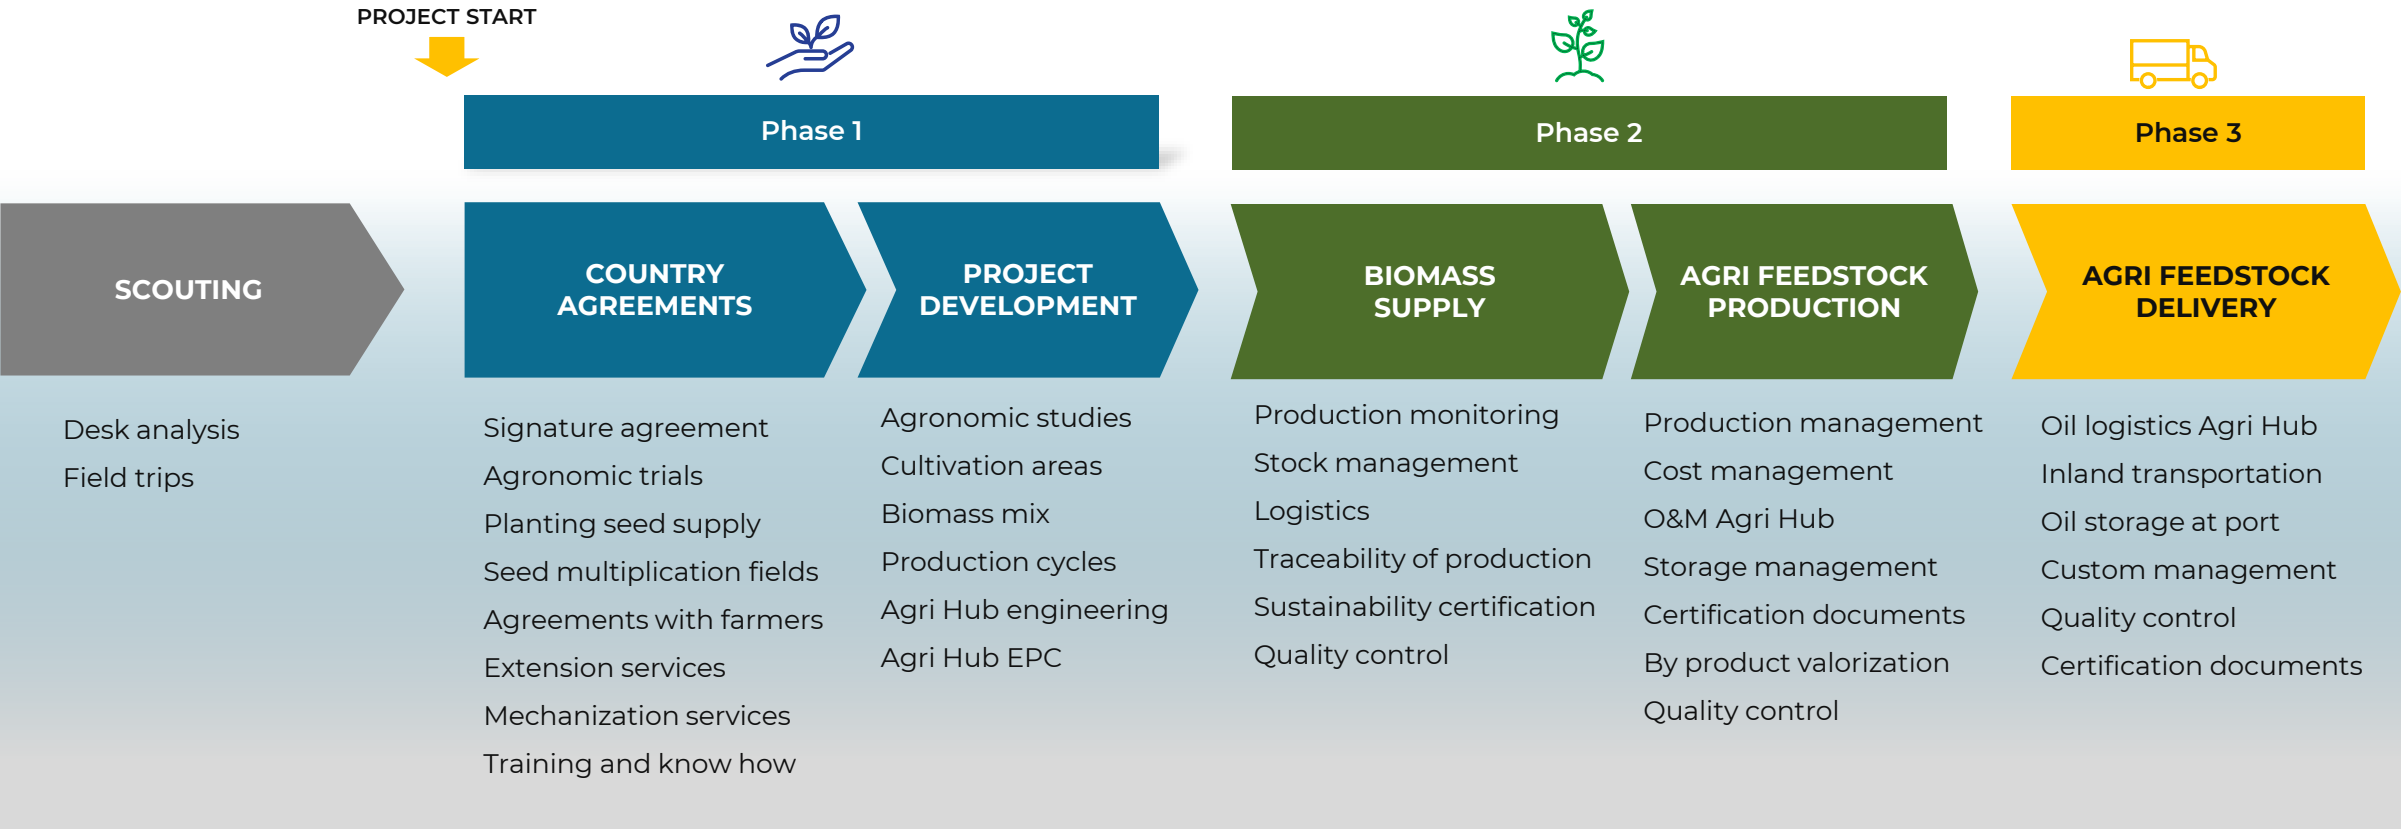 PROJECT START
Phase 1
Phase 2
Phase 3
SCOUTING
COUNTRY
AGREEMENTS
PROJECT
DEVELOPMENT
BIOMASS
SUPPLY
AGRI FEEDSTOCK
PRODUCTION
AGRI FEEDSTOCK
DELIVERY
Desk analysis
Field trips
Signature agreement
Agronomic trials
Planting seed supply
Seed multiplication fields
Agreements with farmers
Extension services
Mechanization services
Training and know how
Agronomic studies
Cultivation areas
Biomass mix
Production cycles
Agri Hub engineering
Agri Hub EPC
Production monitoring
Stock management
Logistics
Traceability of production
Sustainability certification
Quality control
Production management
Cost management
O&M Agri Hub
Storage management
Certification documents
By product valorization
Quality control
Oil logistics Agri Hub
Inland transportation
Oil storage at port
Custom management
Quality control
Certification documents